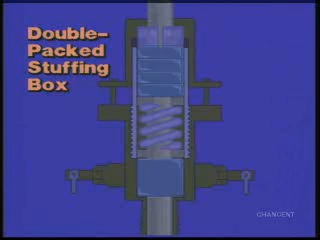 Double-
Packed
Stuffing
Box
CHANCENT